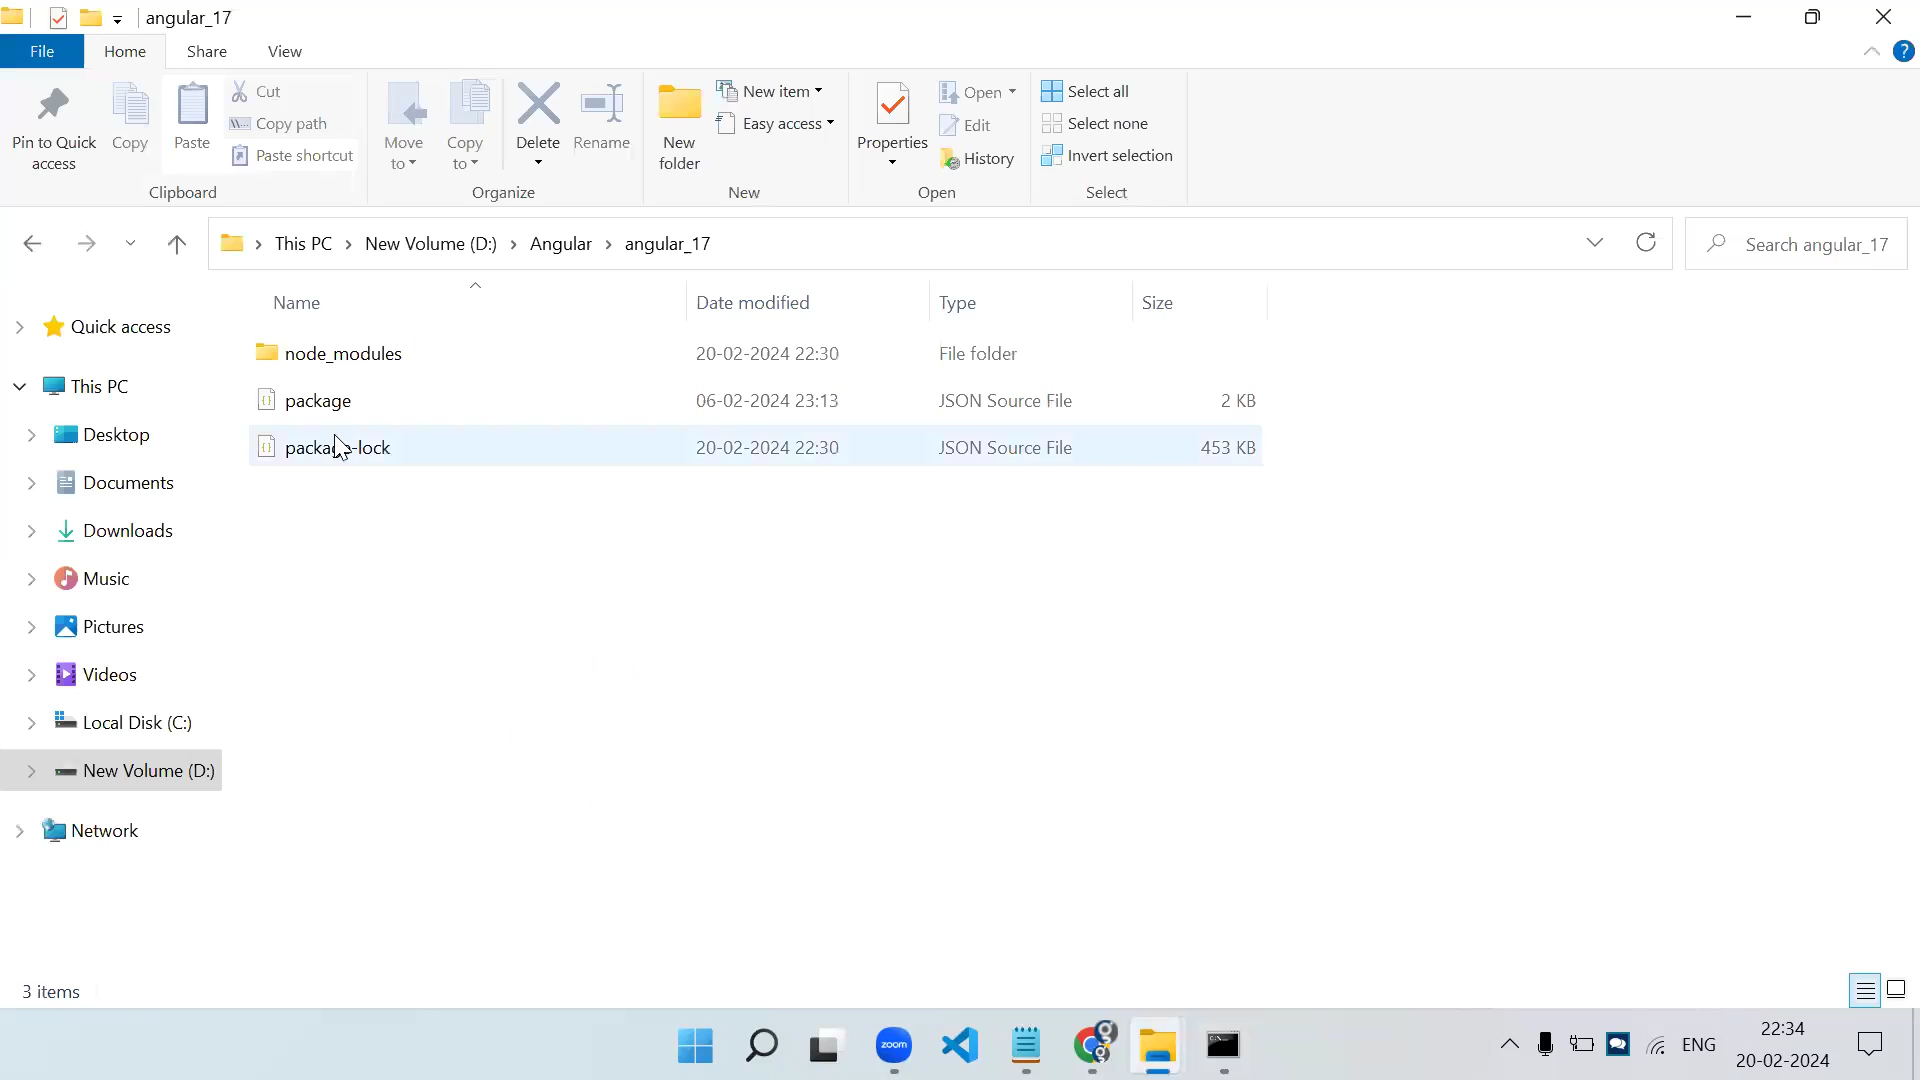 angular_17
File Home Share View
Pin to Quick access
Copy
Paste
Cut
Copy path
Paste shortcut
Clipboard
Move to
Copy to
Delete
Rename
Organize
New folder
New item
Easy access
New
Properties
Open
Edit
History
Open
Select all
Select none
Invert selection
Select
This PC New Volume (D:) Angular angular_17
Search angular_17
Name Date modified Type Size
node_modules 20-02-2024 22:30 File folder
package 06-02-2024 23:13 JSON Source File 2 KB
package-lock 20-02-2024 22:30 JSON Source File 453 KB
Quick access
This PC
Desktop
Documents
Downloads
Music
Pictures
Videos
Local Disk (C:)
New Volume (D:)
Network
3 items
zoom
ENG
22:34
20-02-2024